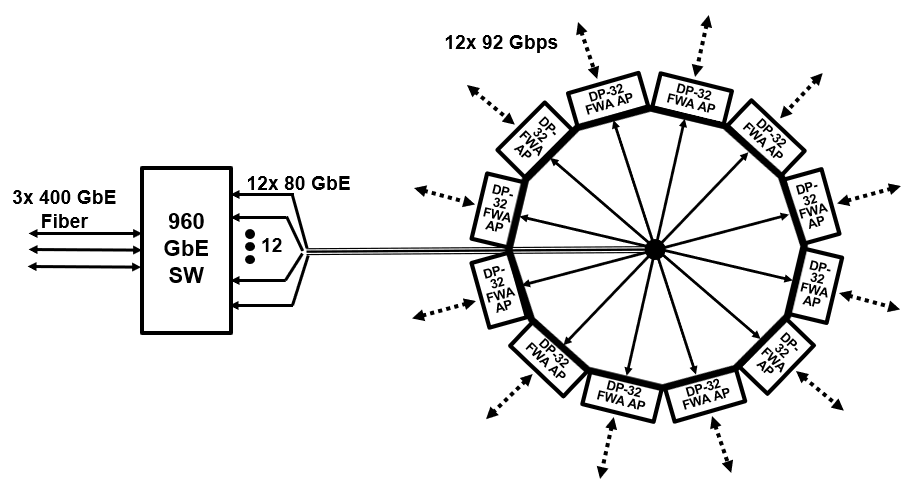 12x 92 Gbps
3x 400 GbE
Fiber
960
GbE
SW
12x 80 GbE
12
DP-32
FWA AP
DP-32
FWA AP
DP-32
FWA AP
DP-
32
FWA
AP
DP-
32
FWA
AP
DP-
32
FWA
AP
DP-32
FWA AP
DP-32
FWA AP
DP-32
FWA AP
DP-
32
FWA
AP
DP-
32
FWA
AP
DP-
32
FWA
AP